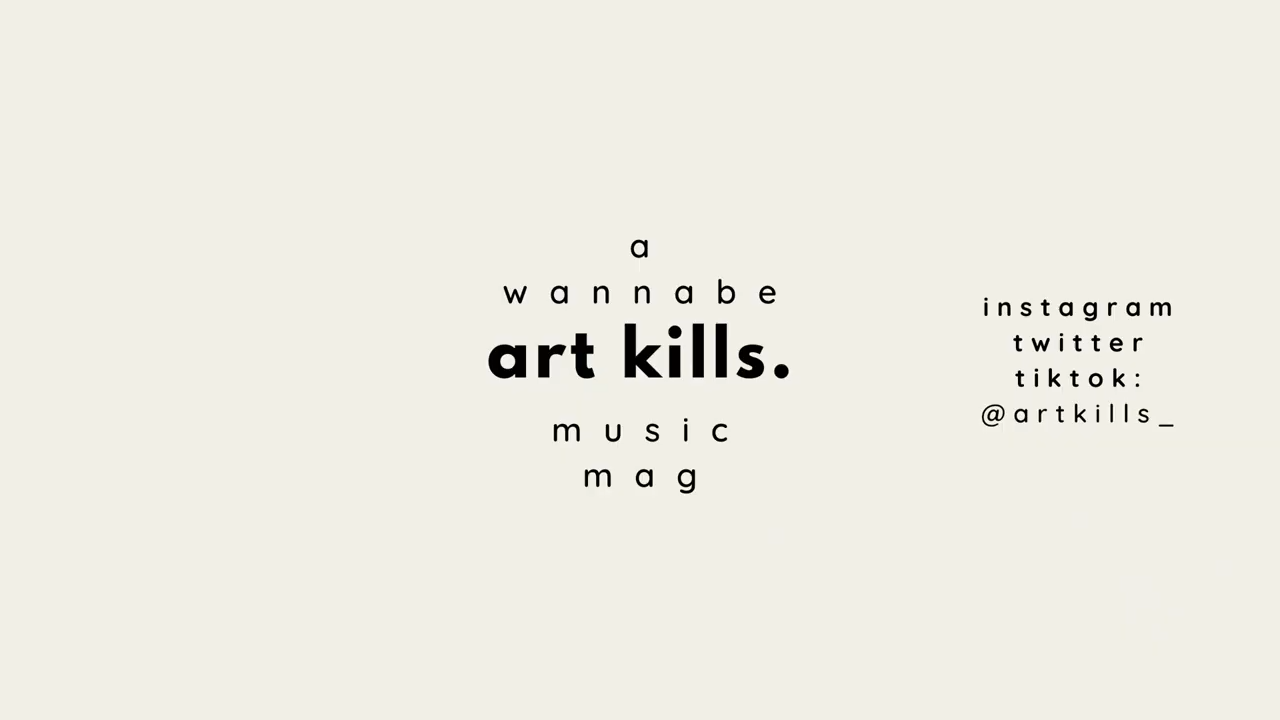 a
wannabe
art kills.
music
mag
instagram
twitter
tiktok:
@artkills_